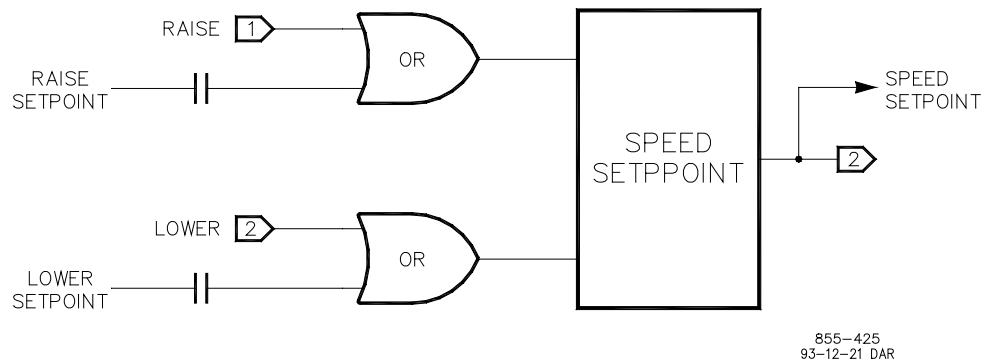 RAISE 1
OR
RAISE
SETPOINT
SPEED
SETPOINT
SPEED
SETPPOINT
2
LOWER 2
OR
LOWER
SETPOINT
855-425
93-12-21 DAR